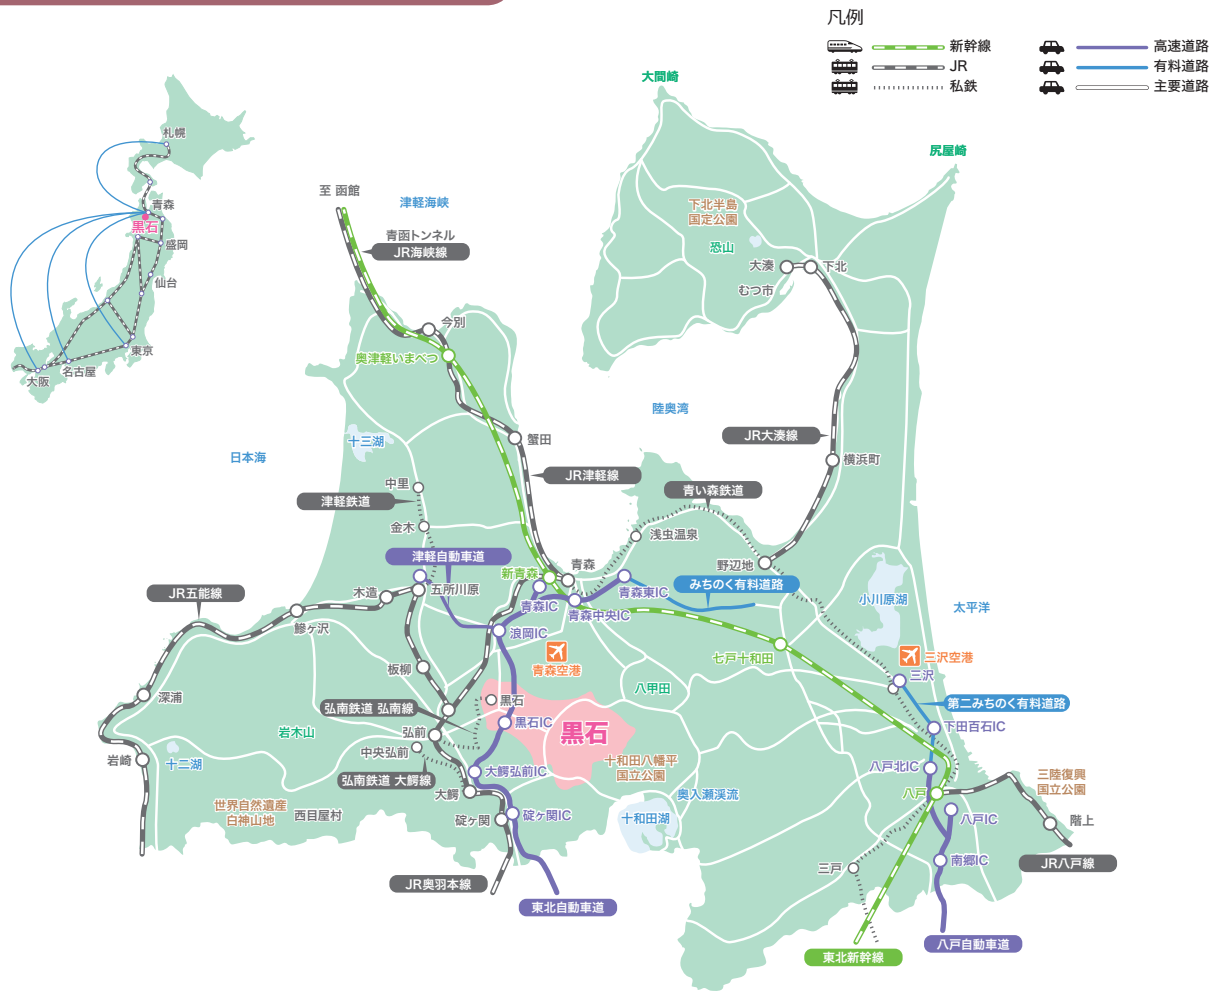 凡例
新幹線
高速道路
JR
有料道路
私鉄
主要道路
札幌
青森
黒石
盛岡
仙台
東京
名古屋
大阪
大間崎
尻屋崎
至 函館
津軽海峡
下北半島
国定公園
恐山
青函トンネル
JR海峡線
大湊
下北
むつ市
今別
奥津軽いまべつ
陸奥湾
十三湖
蟹田
JR大湊線
日本海
横浜町
JR津軽線
中里
津軽鉄道
青い森鉄道
金木
浅虫温泉
津軽自動車道
野辺地
新青森
青森
JR五能線
木造
五所川原
青森IC
青森東IC
みちのく有料道路
小川原湖
太平洋
鰺ヶ沢
浪岡IC
青森中央IC
青森空港
七戸十和田
三沢空港
三沢
板柳
八甲田
深浦
黒石
弘南鉄道 弘南線
第二みちのく有料道路
黒石IC
黒石
下田百石IC
岩木山
弘前
中央弘前
岩崎
十二湖
大鰐弘前IC
十和田八幡平
国立公園
八戸北IC
弘南鉄道 大鰐線
三陸復興
国立公園
大鰐
奥入瀬渓流
八戸
世界自然遺産
白神山地
西目屋村
碇ヶ関
碇ヶ関IC
十和田湖
八戸IC
階上
南郷IC
JR八戸線
三戸
JR奥羽本線
東北自動車道
八戸自動車道
東北新幹線